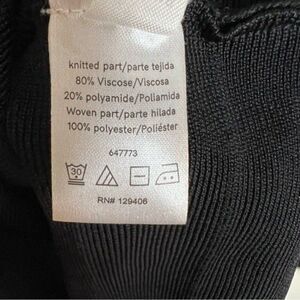 knitted part/parte tejida
80% Viscose/Viscosa
20% polyamide/Poliamida
Woven part/parte hilada
100% polyester/Poliéster
647773
30
RN# 129406